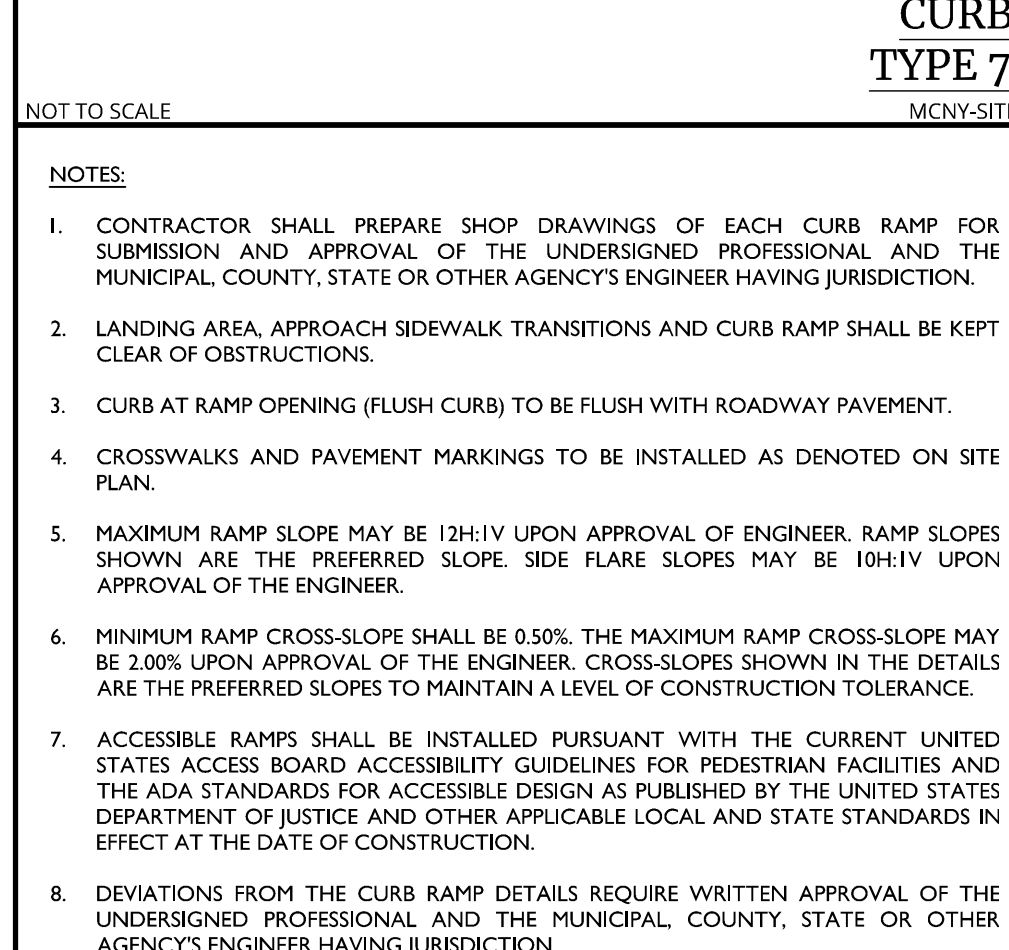 CURB
TYPE 7
NOT TO SCALE
MCNY-SITE
NOTES:
1. CONTRACTOR SHALL PREPARE SHOP DRAWINGS OF EACH CURB RAMP FOR
SUBMISSION AND APPROVAL OF THE UNDERSIGNED PROFESSIONAL AND THE
MUNICIPAL, COUNTY, STATE OR OTHER AGENCY'S ENGINEER HAVING JURISDICTION.
2. LANDING AREA, APPROACH SIDEWALK TRANSITIONS AND CURB RAMP SHALL BE KEPT
CLEAR OF OBSTRUCTIONS.
3. CURB AT RAMP OPENING (FLUSH CURB) TO BE FLUSH WITH ROADWAY PAVEMENT.
4. CROSSWALKS AND PAVEMENT MARKINGS TO BE INSTALLED AS DENOTED ON SITE
PLAN.
5. MAXIMUM RAMP SLOPE MAY BE 12H:1V UPON APPROVAL OF ENGINEER. RAMP SLOPES
SHOWN ARE THE PREFERRED SLOPE. SIDE FLARE SLOPES MAY BE 10H:1V UPON
APPROVAL OF THE ENGINEER.
6. MINIMUM RAMP CROSS-SLOPE SHALL BE 0.50%. THE MAXIMUM RAMP CROSS-SLOPE MAY
BE 2.00% UPON APPROVAL OF THE ENGINEER. CROSS-SLOPES SHOWN IN THE DETAILS
ARE THE PREFERRED SLOPES TO MAINTAIN A LEVEL OF CONSTRUCTION TOLERANCE.
7. ACCESSIBLE RAMPS SHALL BE INSTALLED PURSUANT WITH THE CURRENT UNITED
STATES ACCESS BOARD ACCESSIBILITY GUIDELINES FOR PEDESTRIAN FACILITIES AND
THE ADA STANDARDS FOR ACCESSIBLE DESIGN AS PUBLISHED BY THE UNITED STATES
DEPARTMENT OF JUSTICE AND OTHER APPLICABLE LOCAL AND STATE STANDARDS IN
EFFECT AT THE DATE OF CONSTRUCTION.
8. DEVIATIONS FROM THE CURB RAMP DETAILS REQUIRE WRITTEN APPROVAL OF THE
UNDERSIGNED PROFESSIONAL AND THE MUNICIPAL, COUNTY, STATE OR OTHER
AGENCY'S ENGINEER HAVING JURISDICTION.